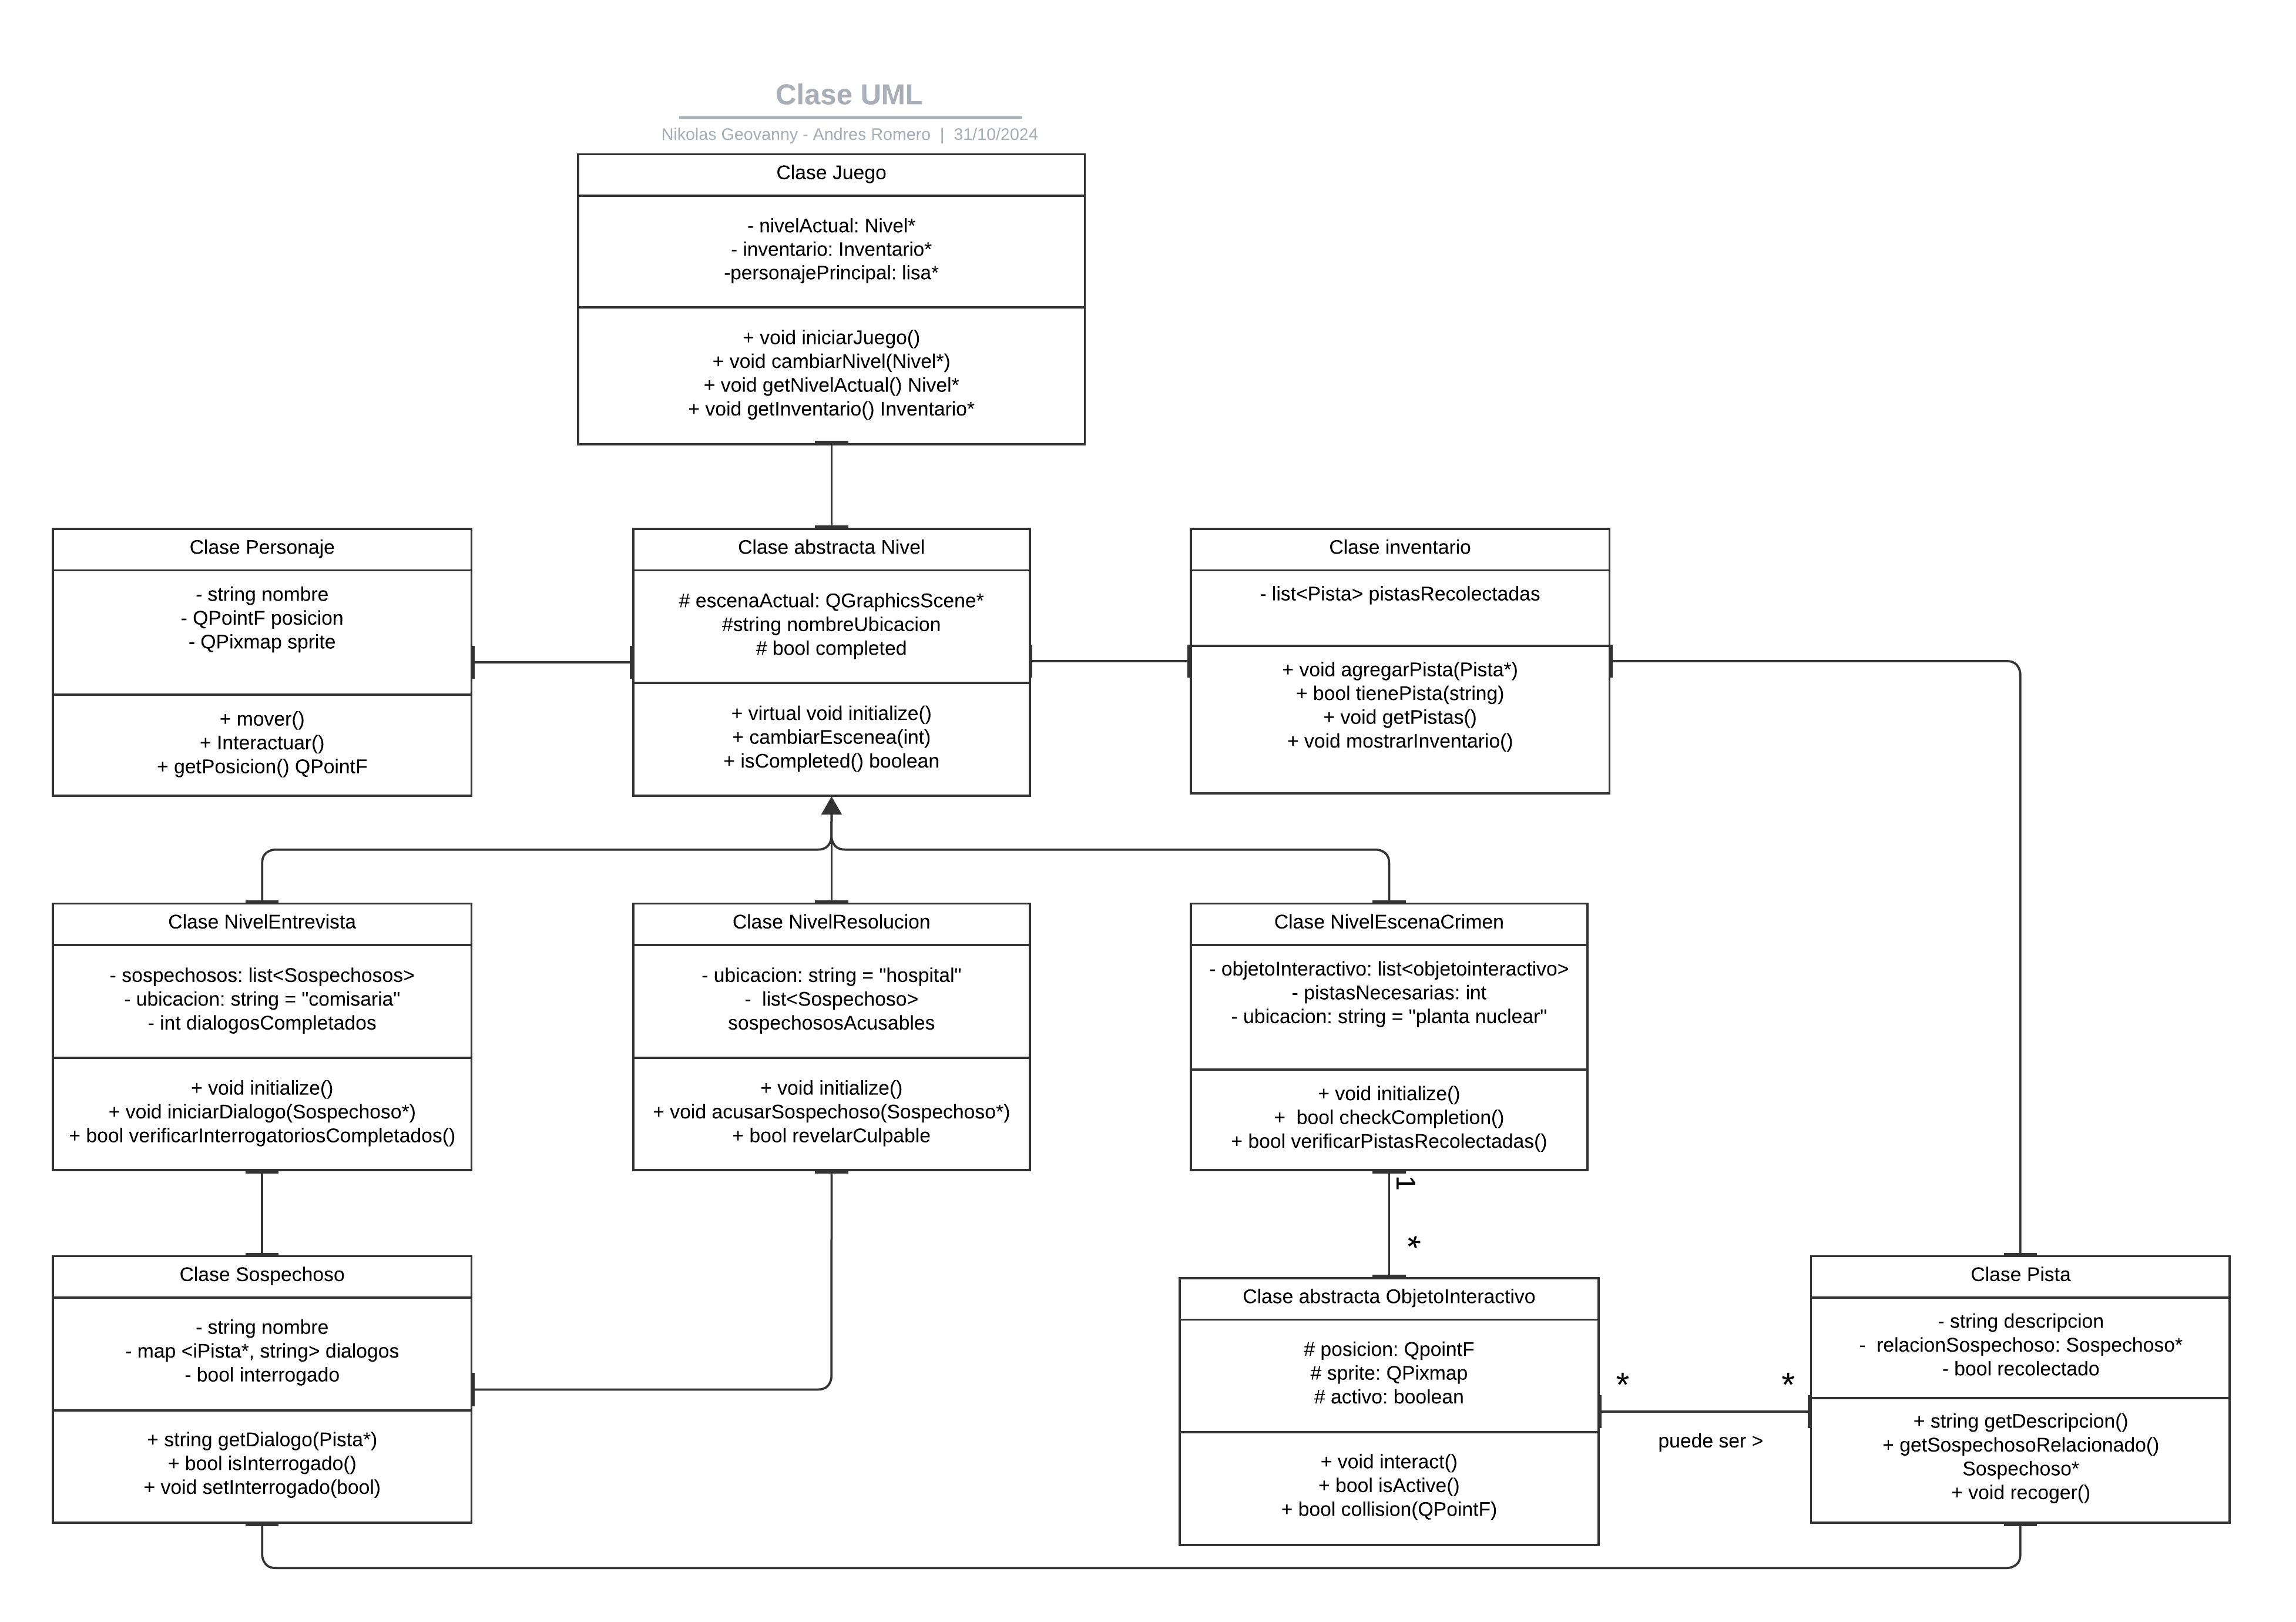 Clase UML
Nikolas Geovanny - Andres Romero | 31/10/2024
Clase Juego
- nivelActual: Nivel*
- inventario: Inventario*
-personajePrincipal: lisa*
+ void iniciarJuego()
+ void cambiarNivel(Nivel*)
+ void getNivelActual() Nivel*
+ void getInventario() Inventario*
Clase Personaje
- string nombre
- QPointF posicion
- QPixmap sprite
+ mover()
+ Interactuar()
+ getPosicion() QPointF
Clase abstracta Nivel
# escenaActual: QGraphicsScene*
#string nombreUbicacion
# bool completed
+ virtual void initialize()
+ cambiarEscenea(int)
+ isCompleted() boolean
Clase inventario
- list<Pista> pistasRecolectadas
+ void agregarPista(Pista*)
+ bool tienePista(string)
+ void getPistas()
+ void mostrarInventario()
Clase NivelEntrevista
- sospechosos: list<Sospechosos>
- ubicacion: string = "comisaria"
- int dialogosCompletados
+ void initialize()
+ void iniciarDialogo(Sospechoso*)
+ bool verificarInterrogatoriosCompletados()
Clase NivelResolucion
- ubicacion: string = "hospital"
- list<Sospechoso>
sospechososAcusables
+ void initialize()
+ void acusarSospechoso(Sospechoso*)
+ bool revelarCulpable
Clase NivelEscenaCrimen
- objetoInteractivo: list<objetointeractivo>
- pistasNecesarias: int
- ubicacion: string = "planta nuclear"
+ void initialize()
+ bool checkCompletion()
+ bool verificarPistasRecolectadas()
1
*
Clase Sospechoso
- string nombre
- map <iPista*, string> dialogos
- bool interrogado
+ string getDialogo(Pista*)
+ bool isInterrogado()
+ void setInterrogado(bool)
Clase abstracta ObjetoInteractivo
# posicion: QpointF
# sprite: QPixmap
# activo: boolean
+ void interact()
+ bool isActive()
+ bool collision(QPointF)
* *
puede ser >
Clase Pista
- string descripcion
- relacionSospechoso: Sospechoso*
- bool recolectado
+ string getDescripcion()
+ getSospechosoRelacionado()
Sospechoso*
+ void recoger()